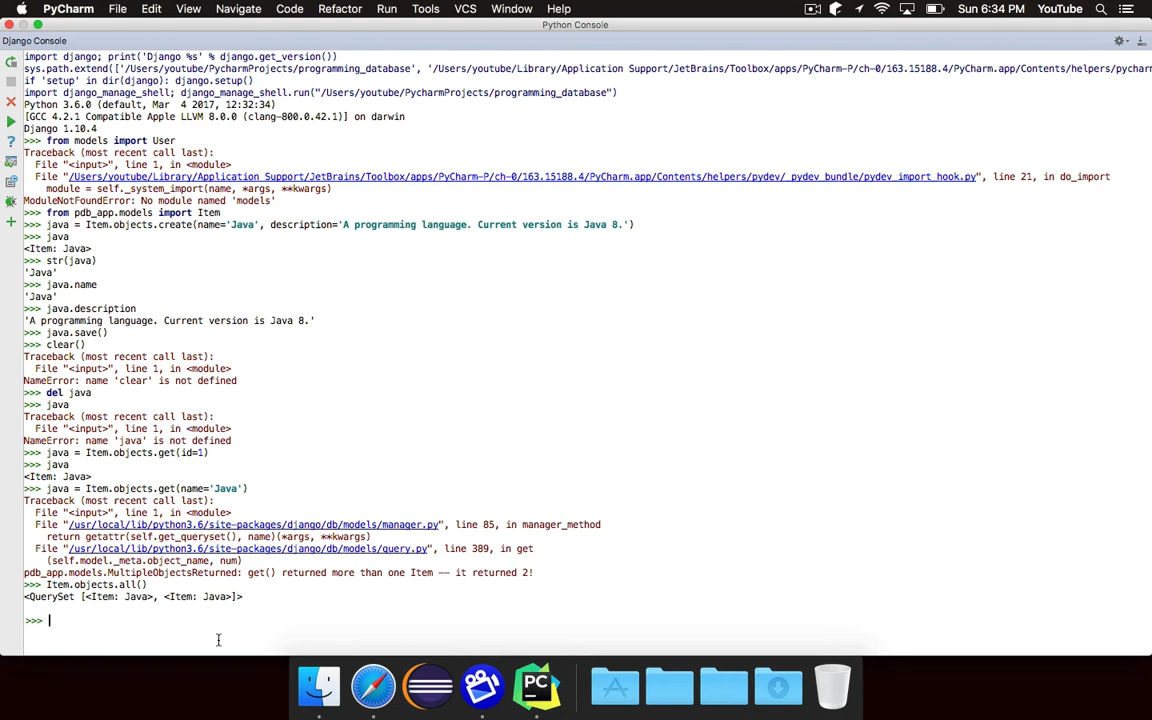 PyCharm File Edit View Navigate Code Refactor Run Tools VCS Window Help Sun 6:34 PM YouTube
Python Console
Django Console
import django; print('Django %s' % django.get_version())
sys.path.extend(['/Users/youtube/PycharmProjects/programming_database', '/Users/youtube/Library/Application Support/JetBrains/Toolbox/apps/PyCharm-P/ch-0/163.15188.4/PyCharm.app/Contents/helpers/pychar
if 'setup' in dir(django): django.setup()
import django_manage_shell; django_manage_shell.run("/Users/youtube/PycharmProjects/programming_database")
Python 3.6.0 (default, Mar  4 2017, 12:32:34)
[GCC 4.2.1 Compatible Apple LLVM 8.0.0 (clang-800.0.42.1)] on darwin
Django 1.10.4
>>> from models import User
Traceback (most recent call last):
File "<input>", line 1, in <module>
File "/Users/youtube/Library/Application Support/JetBrains/Toolbox/apps/PyCharm-P/ch-0/163.15188.4/PyCharm.app/Contents/helpers/pydev/_pydev_bundle/pydev_import_hook.py", line 21, in do_import
module = self._system_import(name, *args, **kwargs)
ModuleNotFoundError: No module named 'models'
>>> from pdb_app.models import Item
>>> java = Item.objects.create(name='Java', description='A programming language. Current version is Java 8.')
>>> java
<Item: Java>
>>> str(java)
'Java'
>>> java.name
'Java'
>>> java.description
'A programming language. Current version is Java 8.'
>>> java.save()
>>> clear()
Traceback (most recent call last):
File "<input>", line 1, in <module>
NameError: name 'clear' is not defined
>>> del java
>>> java
Traceback (most recent call last):
File "<input>", line 1, in <module>
NameError: name 'java' is not defined
>>> java = Item.objects.get(id=1)
>>> java
<Item: Java>
>>> java = Item.objects.get(name='Java')
Traceback (most recent call last):
File "<input>", line 1, in <module>
File "/usr/local/lib/python3.6/site-packages/django/db/models/manager.py", line 85, in manager_method
return getattr(self.get_queryset(), name)(*args, **kwargs)
File "/usr/local/lib/python3.6/site-packages/django/db/models/query.py", line 389, in get
(self.model._meta.object_name, num)
pdb_app.models.MultipleObjectsReturned: get() returned more than one Item -- it returned 2!
>>> Item.objects.all()
<QuerySet [<Item: Java>, <Item: Java>]>
>>>
PC